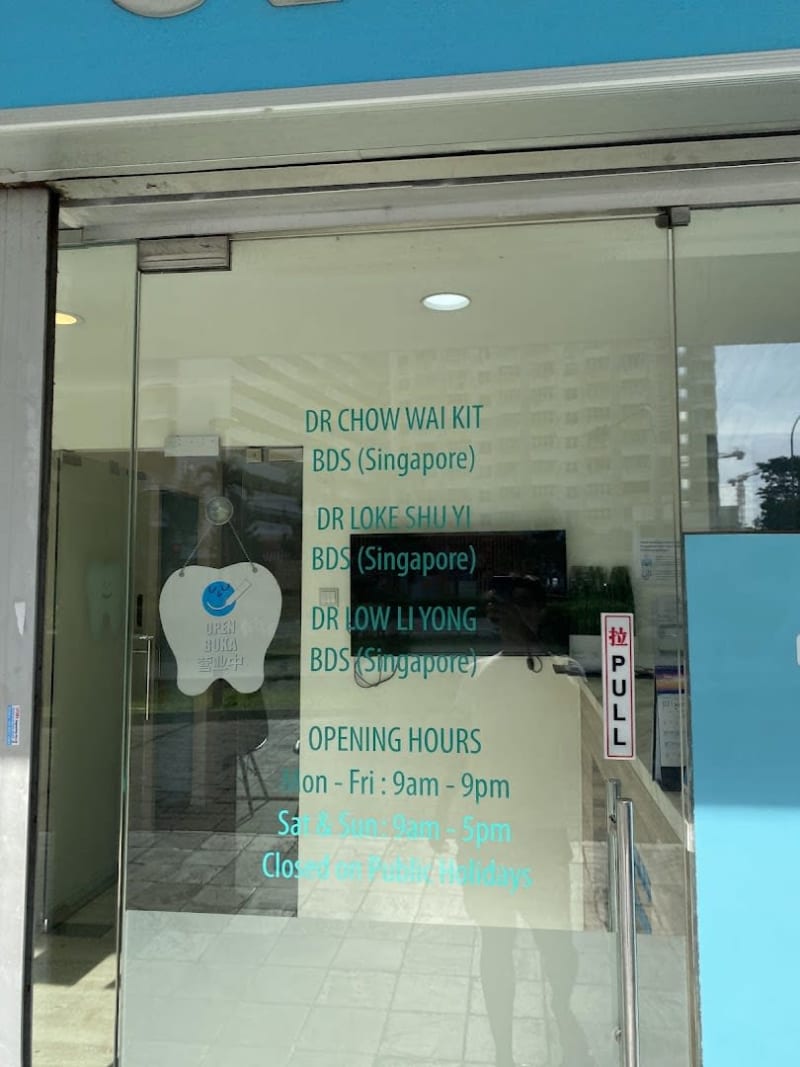 DR CHOW WAI KIT
BDS (Singapore)
DR LOKE SHU YI
BDS (Singapore)
DR LOW LI YONG
BDS (Singapore)
OPEN
BUKA
营业中
拉
PULL
OPENING HOURS
Mon - Fri : 9am - 9pm
Sat & Sun : 9am - 5pm
Closed on Public Holidays